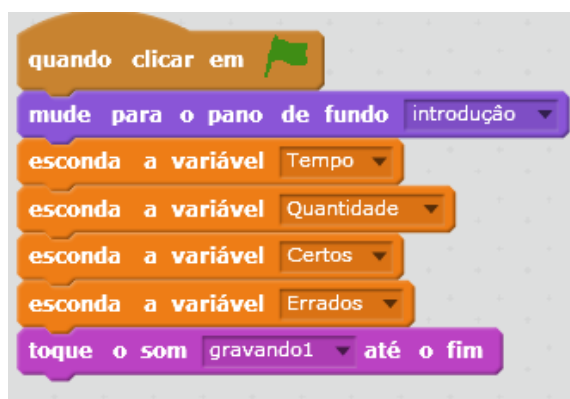 quando clicar em
mude para o pano de fundo introdução
esconda a variável Tempo
esconda a variável Quantidade
esconda a variável Certos
esconda a variável Errados
toque o som gravando1 até o fim